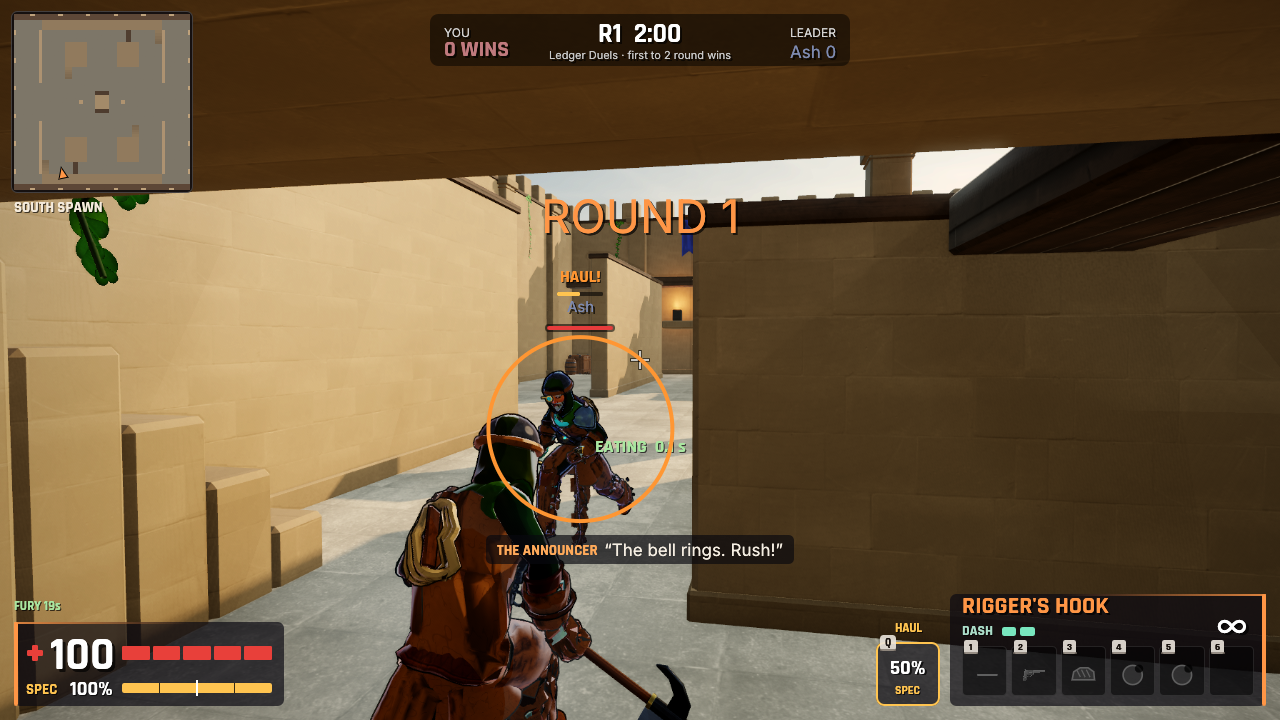 YOU
0 WINS
R1 2:00
Ledger Duels · first to 2 round wins
LEADER
Ash 0
SOUTH SPAWN
ROUND 1
HAUL!
Ash
EATING 0.1 s
THE ANNOUNCER “The bell rings. Rush!”
FURY 19s
+100
SPEC 100%
HAUL
Q
50%
SPEC
RIGGER'S HOOK
DASH
∞
1 2 3 4 5 6